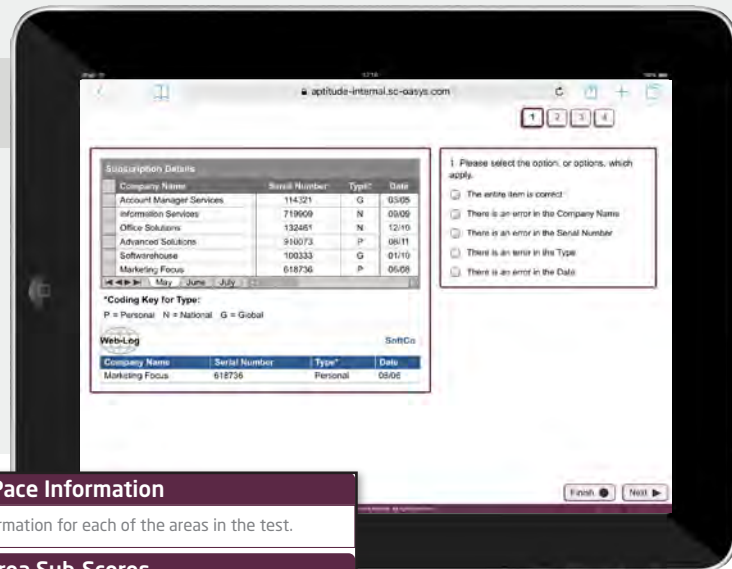 aptitude-internal.sc-oasys.com
1 2 3 4
Subscription Details
Company Name Serial Number Type* Date
Account Manager Services 114321 G 03/05
Information Services 719909 N 09/09
Office Solutions 132461 N 12/10
Advanced Solutions 910073 P 08/11
Softwarehouse 100333 G 01/10
Marketing Focus 618736 P 06/08
May June July
*Coding Key for Type:
P = Personal N = National G = Global
Web-Log SoftCo
Company Name Serial Number Type* Date
Marketing Focus 618736 Personal 08/06
1 Please select the option, or options, which
apply.
The entire item is correct
There is an error in the Company Name
There is an error in the Serial Number
There is an error in the Type
There is an error in the Date
Finish Next
Pace Information
rmation for each of the areas in the test.
rea Sub-Scores